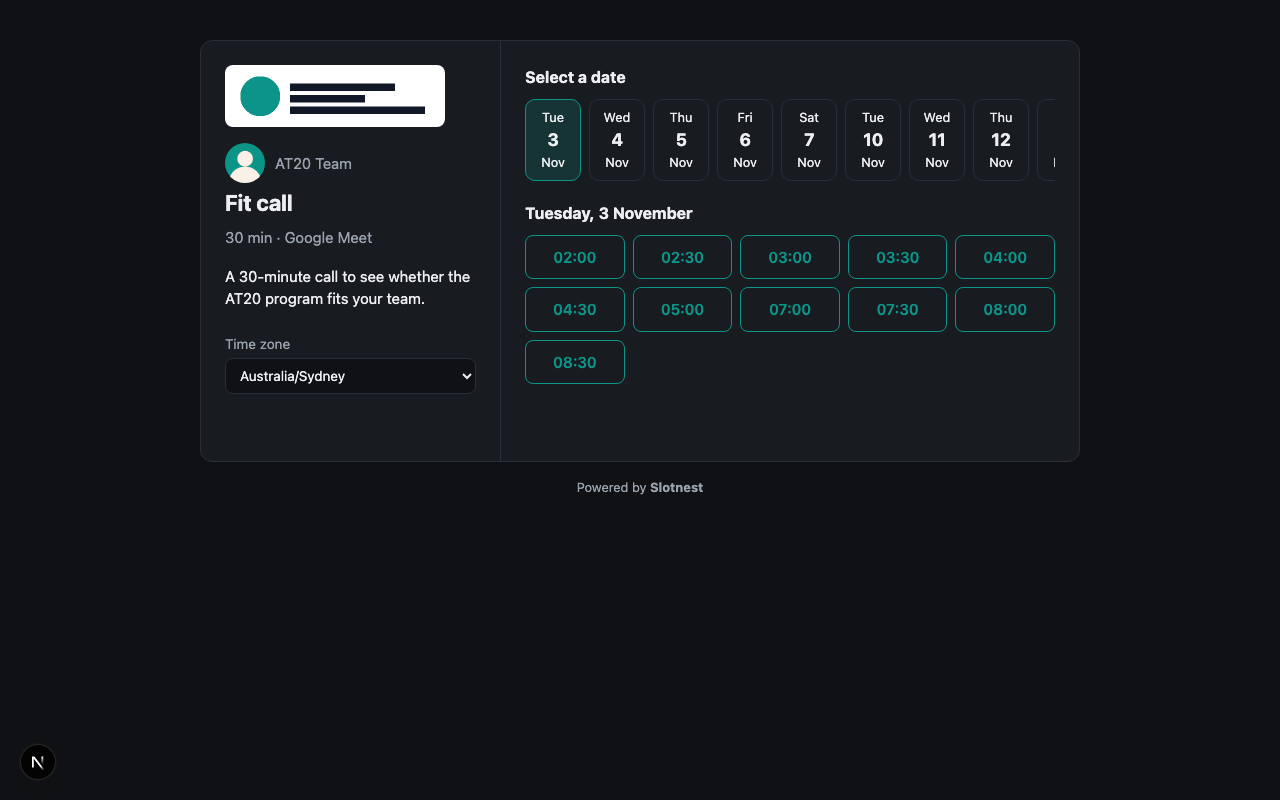 AT20 Team
Fit call
30 min · Google Meet
A 30-minute call to see whether the
AT20 program fits your team.
Time zone
Australia/Sydney
Select a date
Tue
3
Nov
Wed
4
Nov
Thu
5
Nov
Fri
6
Nov
Sat
7
Nov
Tue
10
Nov
Wed
11
Nov
Thu
12
Nov
Tuesday, 3 November
02:00
02:30
03:00
03:30
04:00
04:30
05:00
07:00
07:30
08:00
08:30
Powered by Slotnest
N